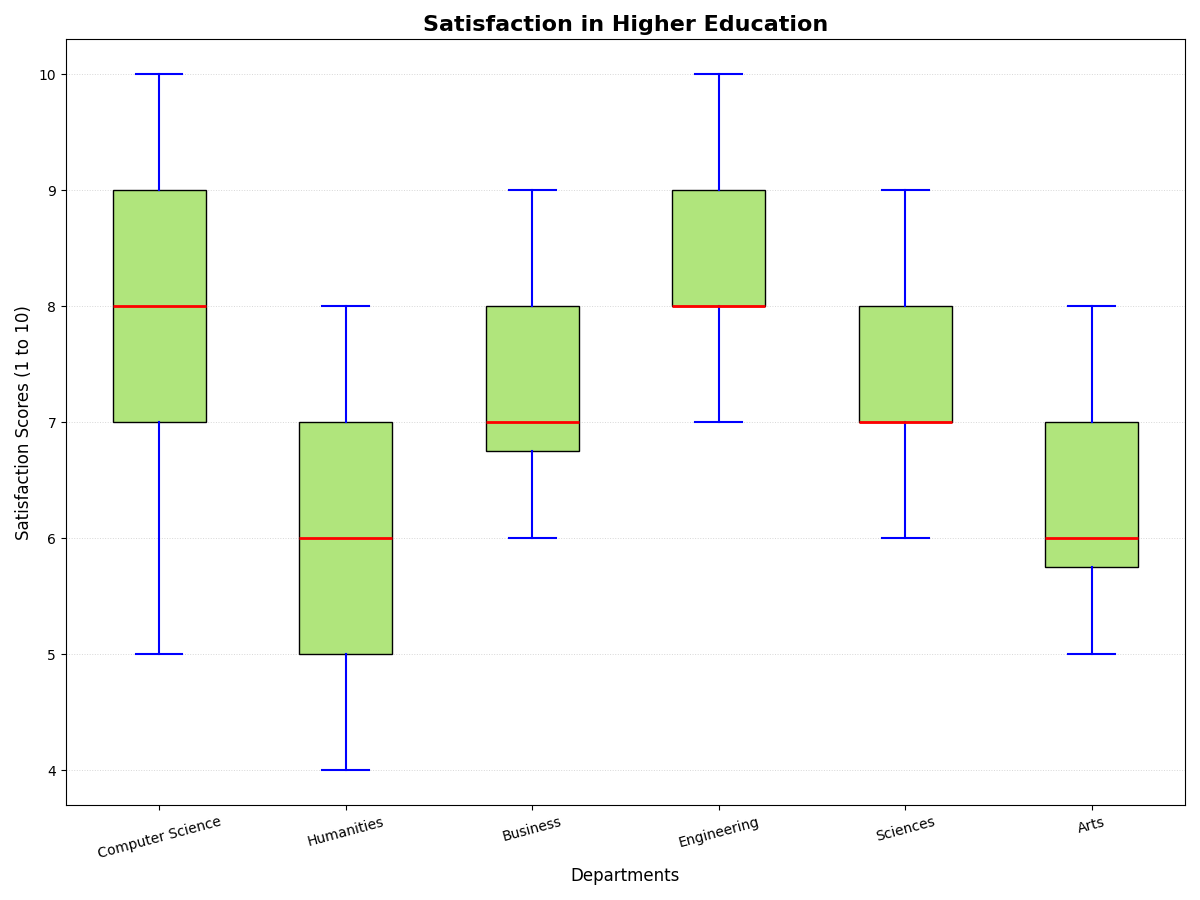 Satisfaction in Higher Education
Satisfaction Scores (1 to 10)
10
9
8
7
6
5
4
Computer Science
Humanities
Business
Engineering
Sciences
Arts
Departments